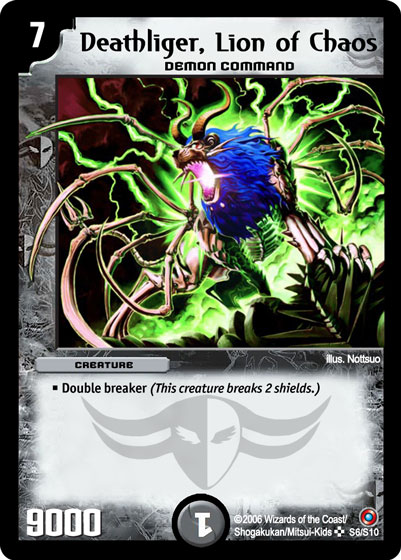 7
Deathliger, Lion of Chaos
DEMON COMMAND
illus. Nottsuo
CREATURE
▪ Double breaker (This creature breaks 2 shields.)
9000
1
©2006 Wizards of the Coast/
Shogakukan/Mitsui-Kids S6/S10